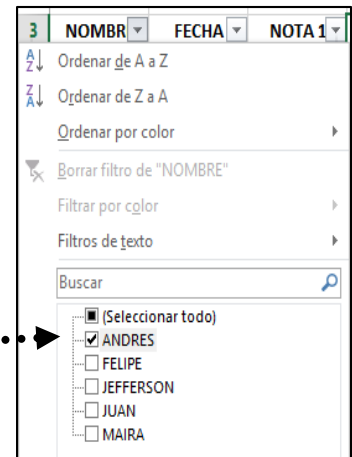 3 NOMBR FECHA NOTA 1
Ordenar de A a Z
Ordenar de Z a A
Ordenar por color
Borrar filtro de "NOMBRE"
Filtrar por color
Filtros de texto
Buscar
(Seleccionar todo)
ANDRES
FELIPE
JEFFERSON
JUAN
MAIRA